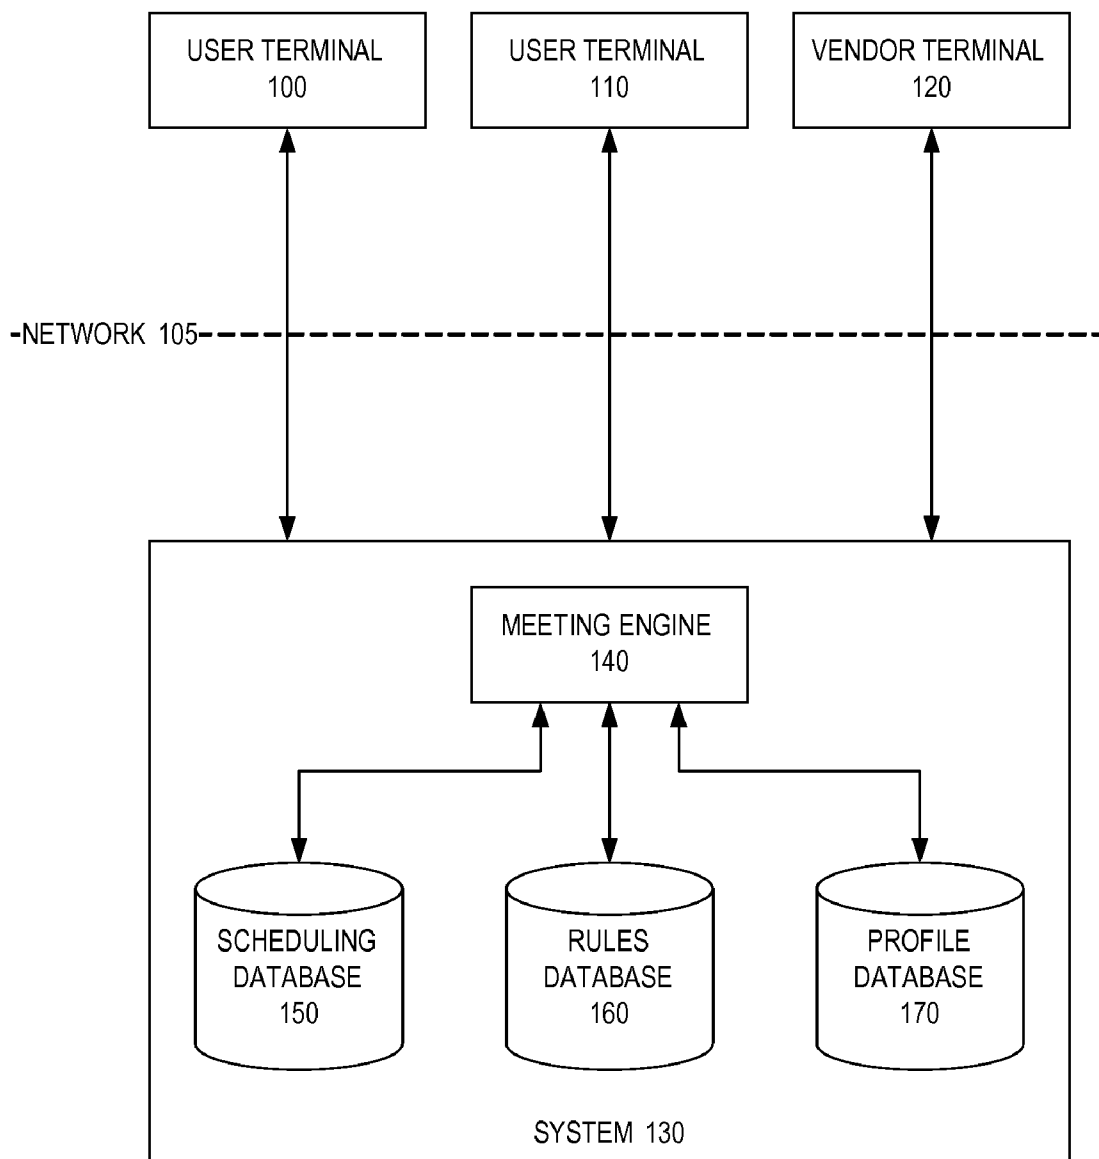 USER TERMINAL
100
USER TERMINAL
110
VENDOR TERMINAL
120
NETWORK 105
MEETING ENGINE
140
SCHEDULING
DATABASE
150
RULES
DATABASE
160
PROFILE
DATABASE
170
SYSTEM 130